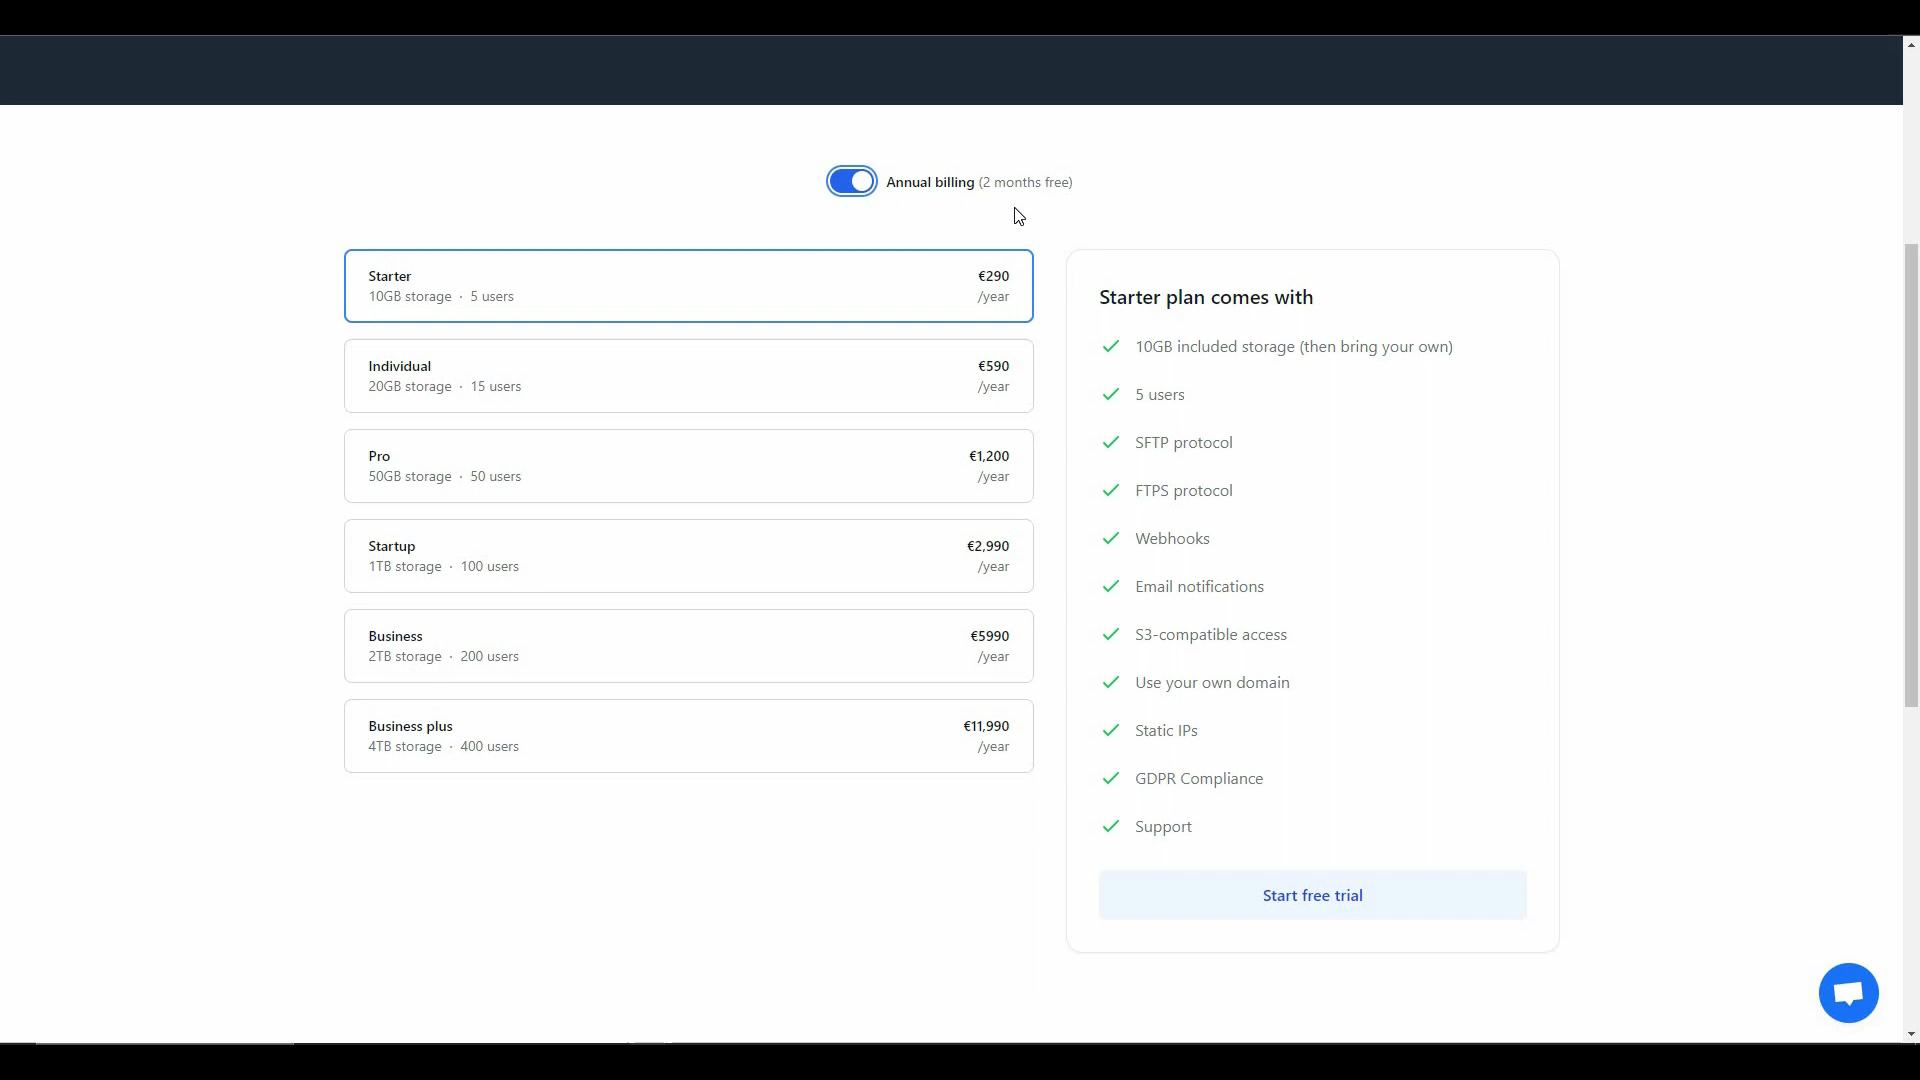 Annual billing (2 months free)
Starter
€290
10GB storage · 5 users
/year
Individual
€590
20GB storage · 15 users
/year
Pro
€1,200
50GB storage · 50 users
/year
Startup
€2,990
1TB storage · 100 users
/year
Business
€5990
2TB storage · 200 users
/year
Business plus
€11,990
4TB storage · 400 users
/year
Starter plan comes with
10GB included storage (then bring your own)
5 users
SFTP protocol
FTPS protocol
Webhooks
Email notifications
S3-compatible access
Use your own domain
Static IPs
GDPR Compliance
Support
Start free trial